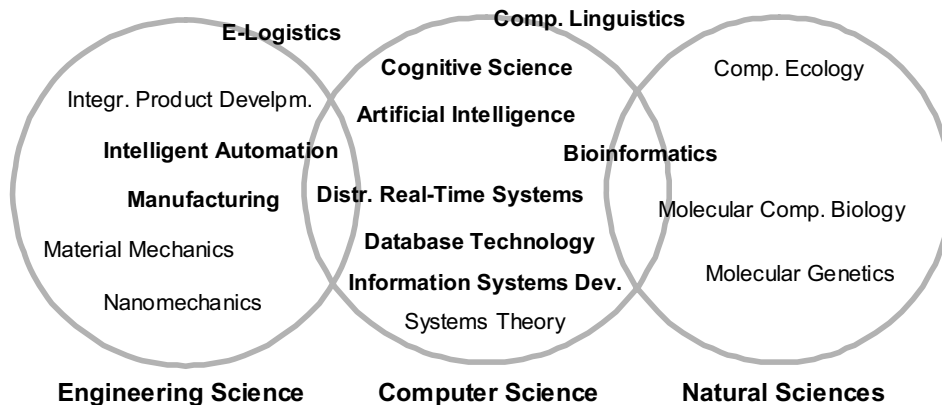 E-Logistics
Comp. Linguistics
Cognitive Science
Comp. Ecology
Integr. Product Develpm.
Artificial Intelligence
Intelligent Automation
Bioinformatics
Manufacturing
Distr. Real-Time Systems
Molecular Comp. Biology
Material Mechanics
Database Technology
Information Systems Dev.
Molecular Genetics
Nanomechanics
Systems Theory
Engineering Science
Computer Science
Natural Sciences